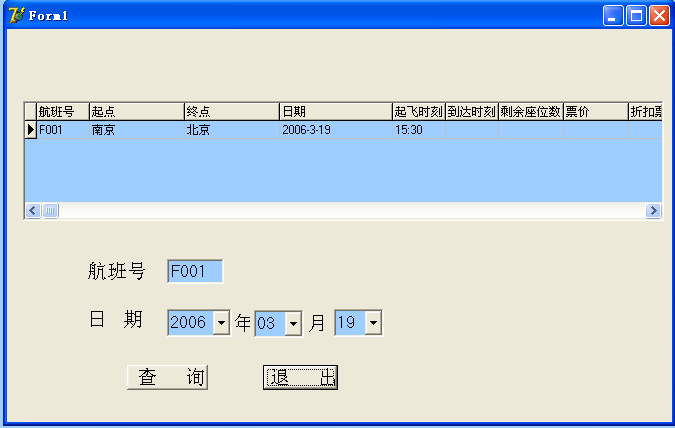 Form1
航班号 起点 终点 日期 起飞时刻 到达时刻 剩余座位数 票价 折扣票
F001 南京 北京 2006-3-19 15:30
航班号 F001
日 期 2006 年 03 月 19
查 询 退 出